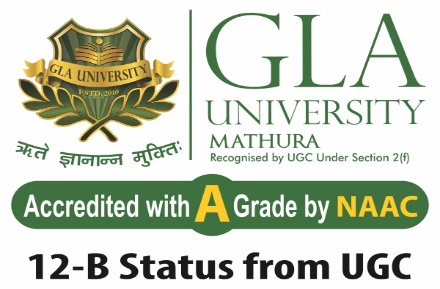 GLA UNIVERSITY
ESTD. 2010
ऋते ज्ञानान्न मुक्तिः
GLA
UNIVERSITY
MATHURA
Recognised by UGC Under Section 2(f)
Accredited with A Grade by NAAC
12-B Status from UGC